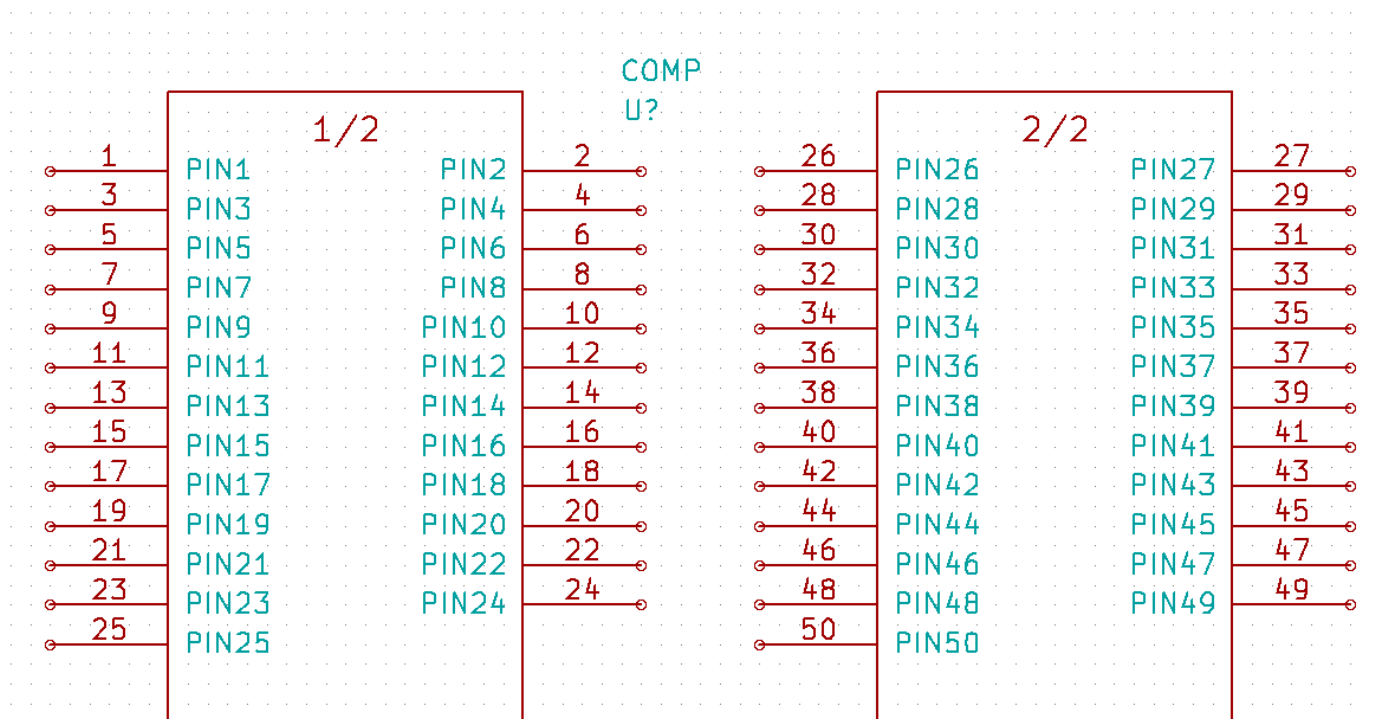 COMP
U?
1/2
1 PIN1 PIN2 2
3 PIN3 PIN4 4
5 PIN5 PIN6 6
7 PIN7 PIN8 8
9 PIN9 PIN10 10
11 PIN11 PIN12 12
13 PIN13 PIN14 14
15 PIN15 PIN16 16
17 PIN17 PIN18 18
19 PIN19 PIN20 20
21 PIN21 PIN22 22
23 PIN23 PIN24 24
25 PIN25
2/2
26 PIN26 PIN27 27
28 PIN28 PIN29 29
30 PIN30 PIN31 31
32 PIN32 PIN33 33
34 PIN34 PIN35 35
36 PIN36 PIN37 37
38 PIN38 PIN39 39
40 PIN40 PIN41 41
42 PIN42 PIN43 43
44 PIN44 PIN45 45
46 PIN46 PIN47 47
48 PIN48 PIN49 49
50 PIN50